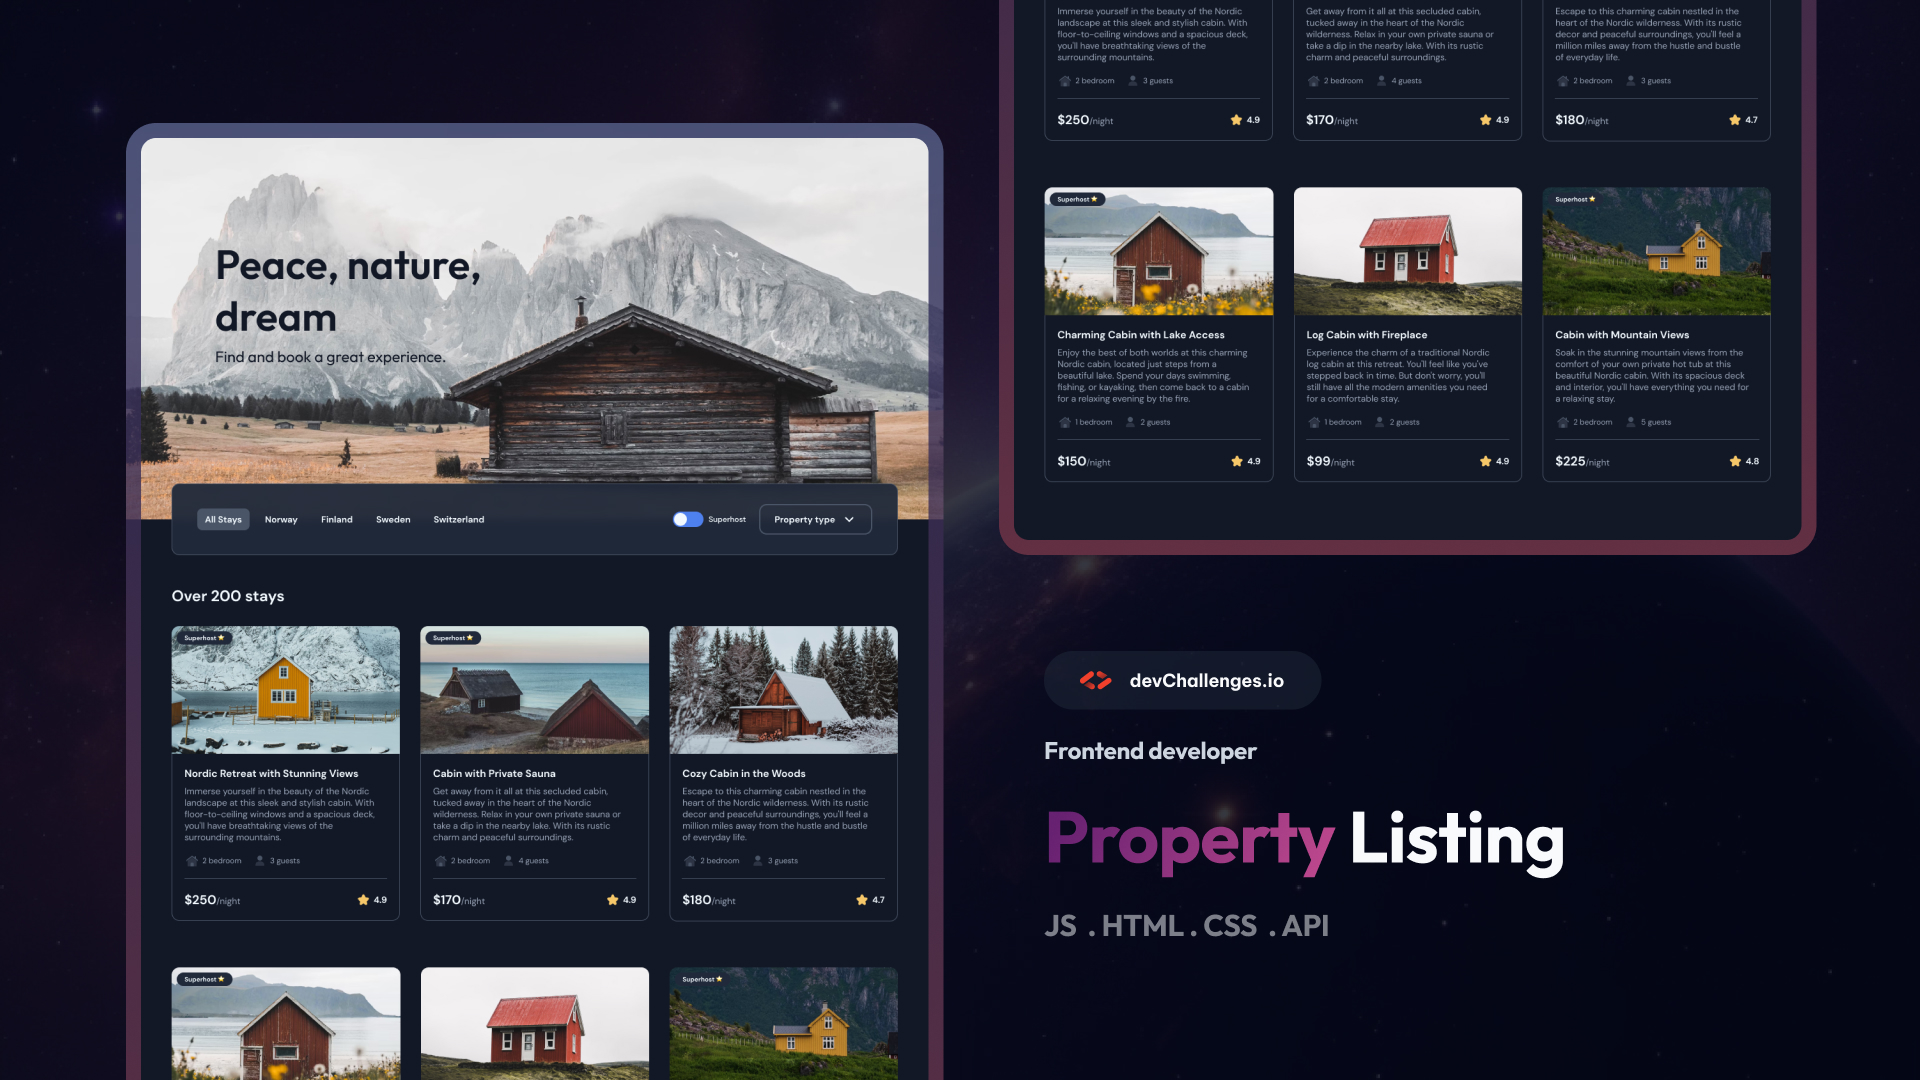 Peace, nature,
dream
Find and book a great experience.
All Stays
Norway
Finland
Sweden
Switzerland
Superhost
Property type
Over 200 stays
Superhost
Nordic Retreat with Stunning Views
Immerse yourself in the beauty of the Nordic
landscape at this sleek and stylish cabin. With
floor-to-ceiling windows and a spacious deck,
you'll have breathtaking views of the
surrounding mountains.
2 bedroom
3 guests
$250/night
4.9
Superhost
Cabin with Private Sauna
Get away from it all at this secluded cabin,
tucked away in the heart of the Nordic
wilderness. Relax in your own private sauna or
take a dip in the nearby lake. With its rustic
charm and peaceful surroundings.
2 bedroom
4 guests
$170/night
4.9
Cozy Cabin in the Woods
Escape to this charming cabin nestled in the
heart of the Nordic wilderness. With its rustic
decor and peaceful surroundings, you'll feel a
million miles away from the hustle and bustle
of everyday life.
2 bedroom
3 guests
$180/night
4.7
Superhost
Superhost
Immerse yourself in the beauty of the Nordic
landscape at this sleek and stylish cabin. With
floor-to-ceiling windows and a spacious deck,
you'll have breathtaking views of the
surrounding mountains.
2 bedroom
3 guests
$250/night
4.9
Get away from it all at this secluded cabin,
tucked away in the heart of the Nordic
wilderness. Relax in your own private sauna or
take a dip in the nearby lake. With its rustic
charm and peaceful surroundings.
2 bedroom
4 guests
$170/night
4.9
Escape to this charming cabin nestled in the
heart of the Nordic wilderness. With its rustic
decor and peaceful surroundings, you'll feel a
million miles away from the hustle and bustle
of everyday life.
2 bedroom
3 guests
$180/night
4.7
Superhost
Charming Cabin with Lake Access
Enjoy the best of both worlds at this charming
Nordic cabin, located just steps from a
beautiful lake. Spend your days swimming,
fishing, or kayaking, then come back to a cabin
for a relaxing evening by the fire.
1 bedroom
2 guests
$150/night
4.9
Log Cabin with Fireplace
Experience the charm of a traditional Nordic
log cabin at this retreat. You'll feel like you've
stepped back in time. But don't worry, you'll
still have all the modern amenities you need
for a comfortable stay.
1 bedroom
2 guests
$99/night
4.9
Superhost
Cabin with Mountain Views
Soak in the stunning mountain views from the
comfort of your own private hot tub at this
beautiful Nordic cabin. With its spacious deck
and interior, you'll have everything you need for
a relaxing stay.
2 bedroom
5 guests
$225/night
4.8
devChallenges.io
Frontend developer
Property Listing
JS . HTML . CSS . API